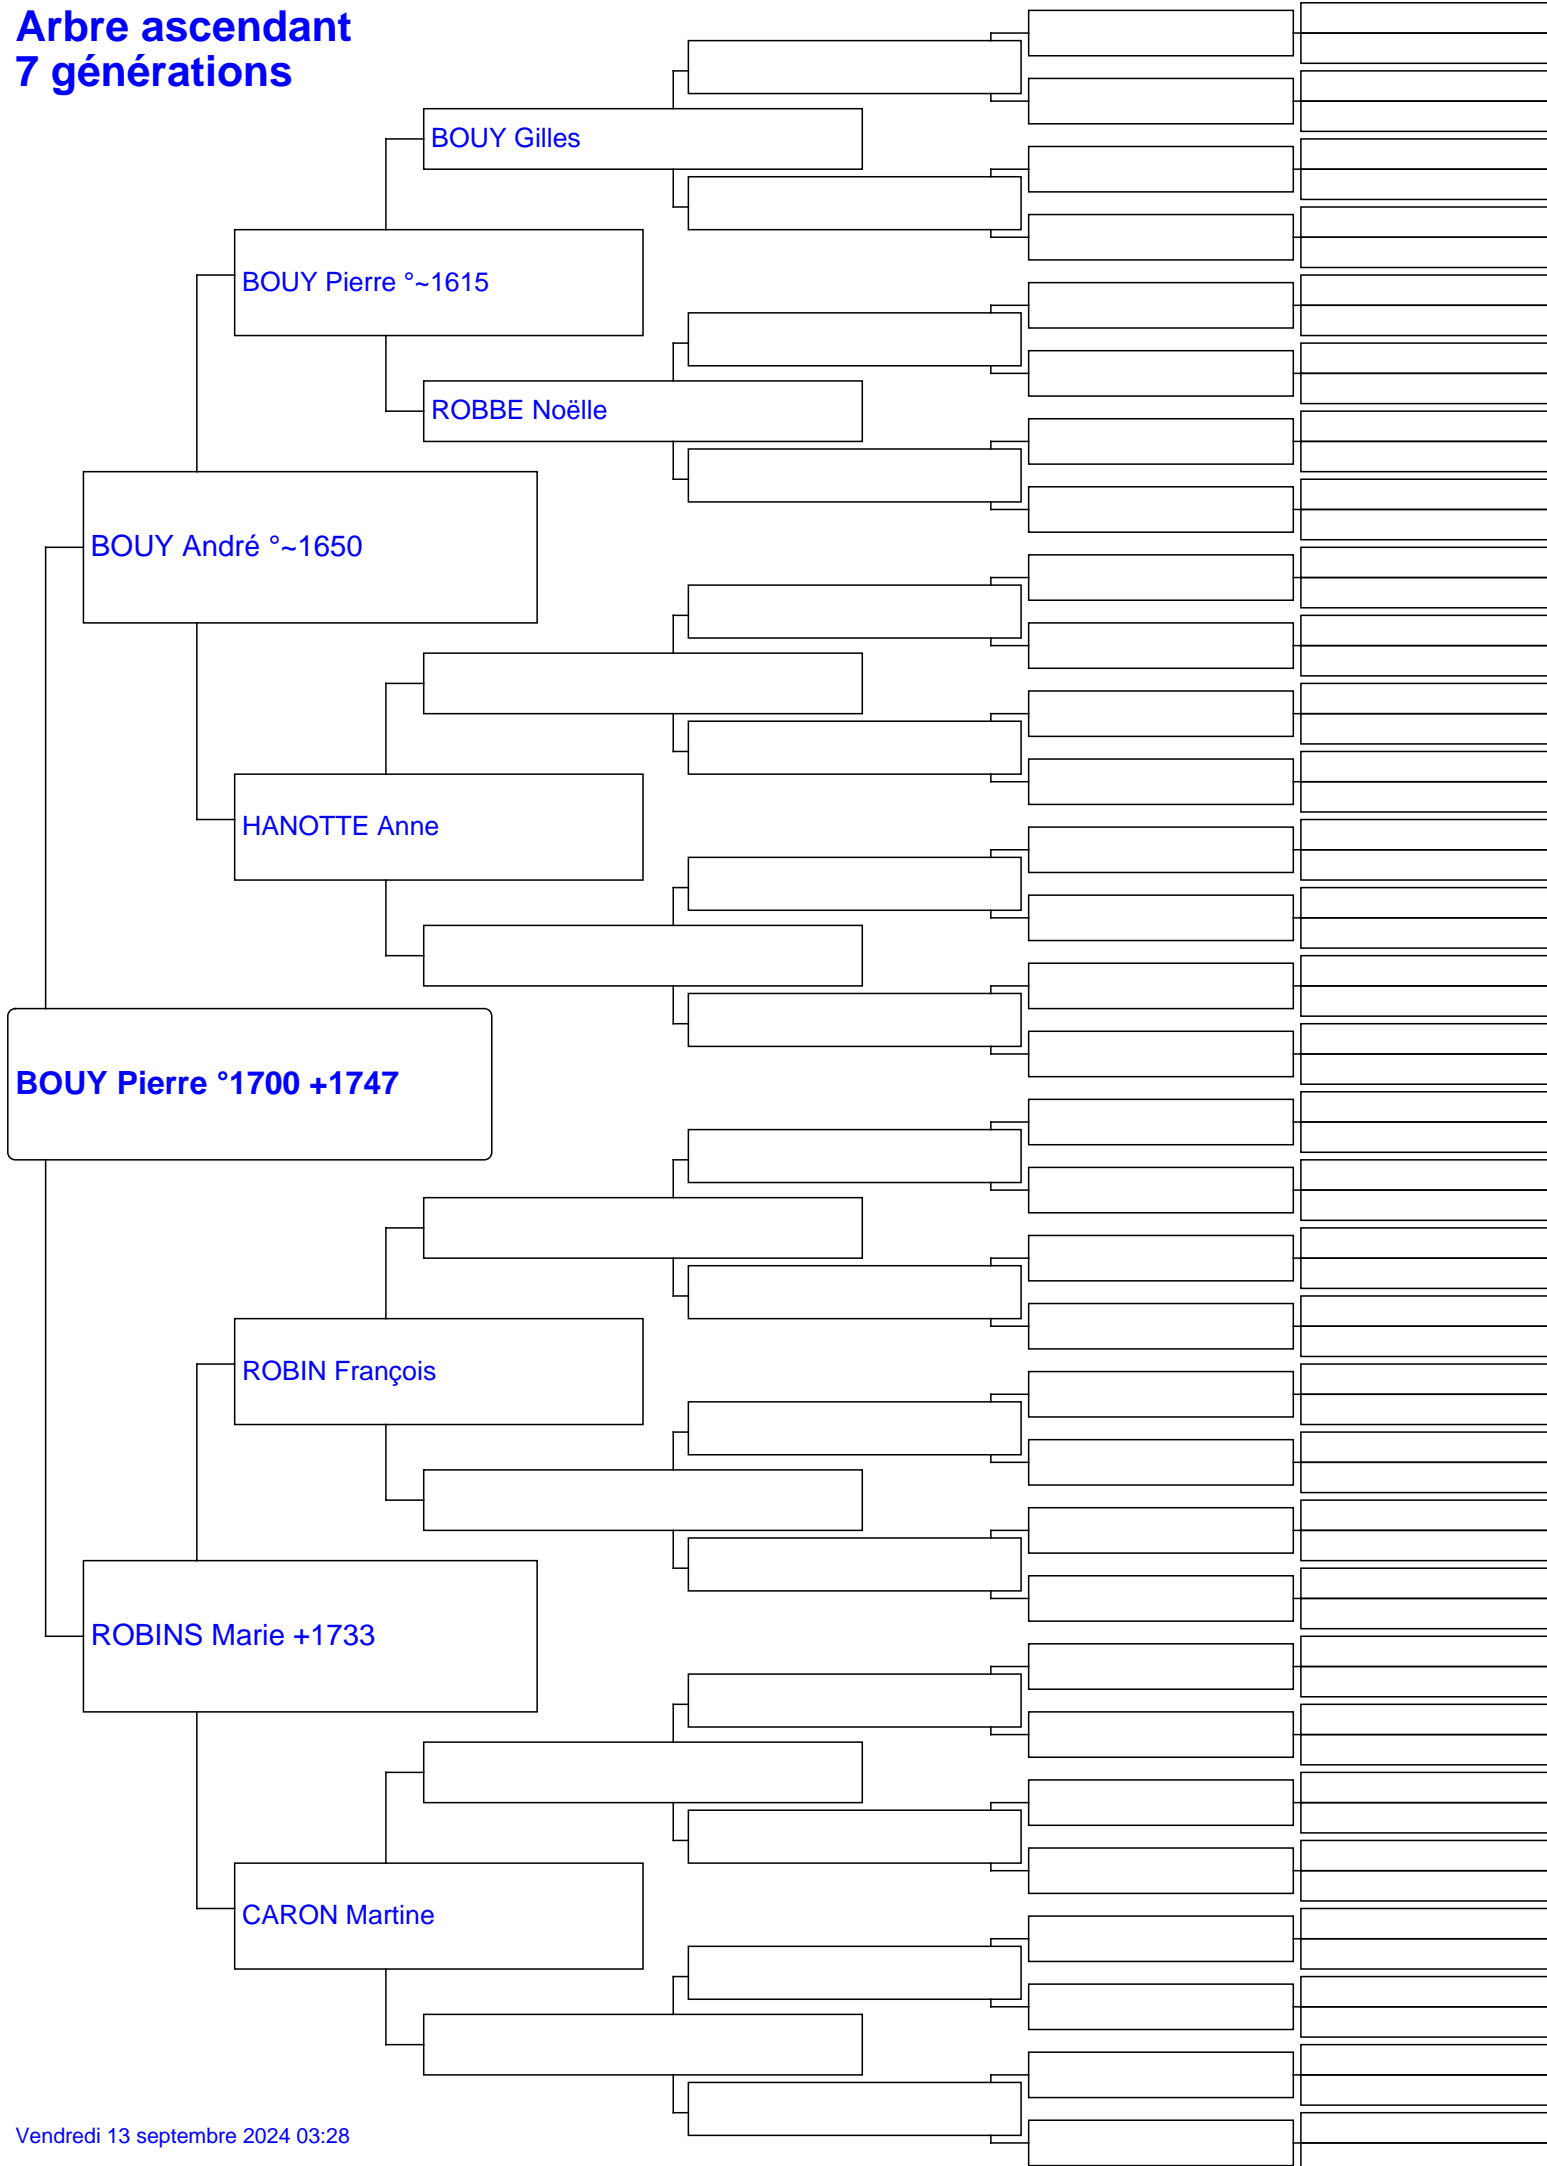 Arbre ascendant
7 générations
BOUY Gilles
BOUY Pierre °~1615
ROBBE Noëlle
BOUY André °~1650
HANOTTE Anne
BOUY Pierre °1700 +1747
ROBIN François
ROBINS Marie +1733
CARON Martine
Vendredi 13 septembre 2024 03:28